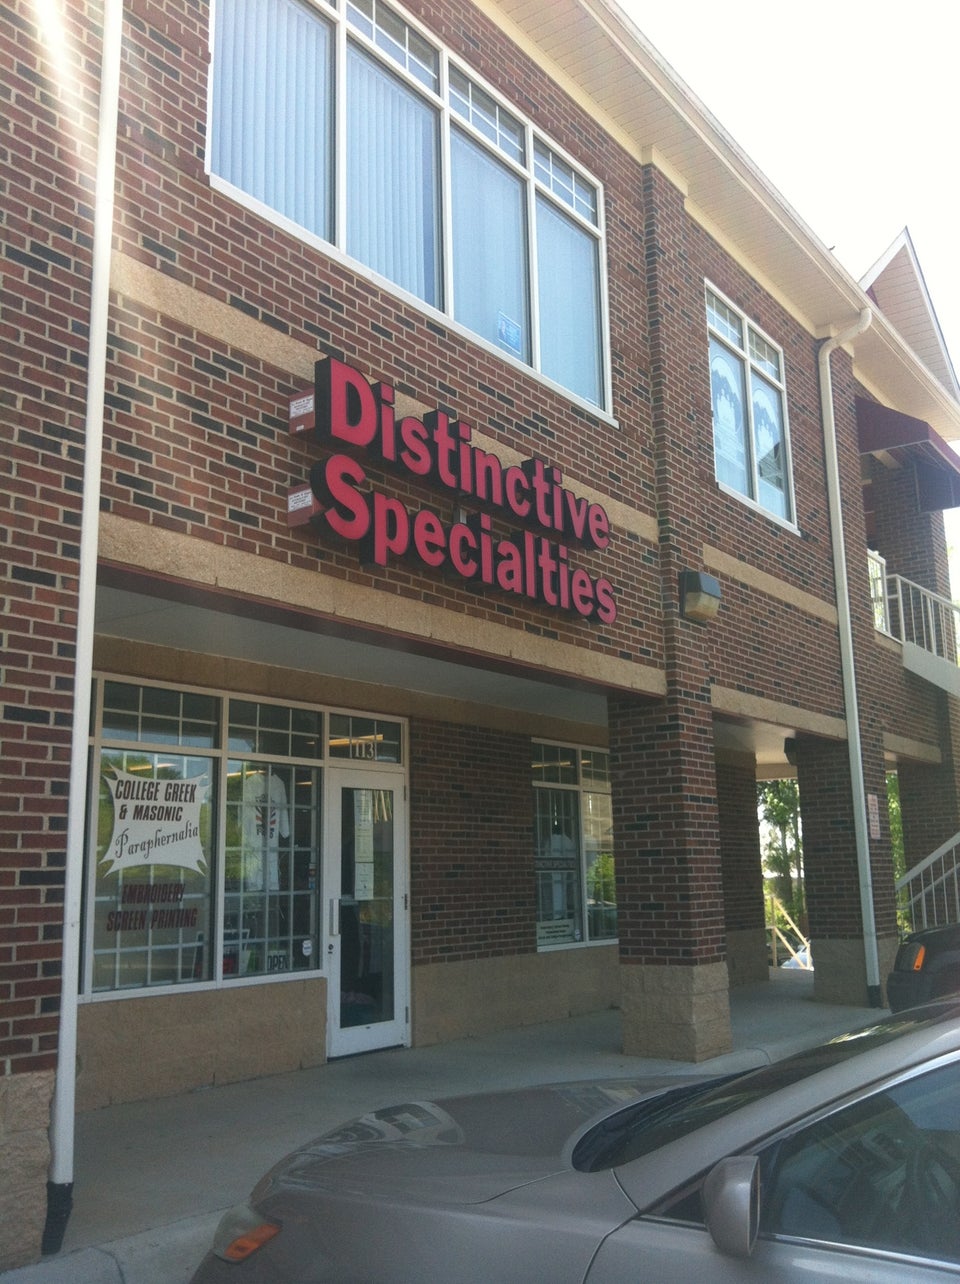 Distinctive
Specialties
113
COLLEGE GREEK
& MASONIC
Paraphernalia
EMBROIDERY
SCREEN PRINTING
OPEN